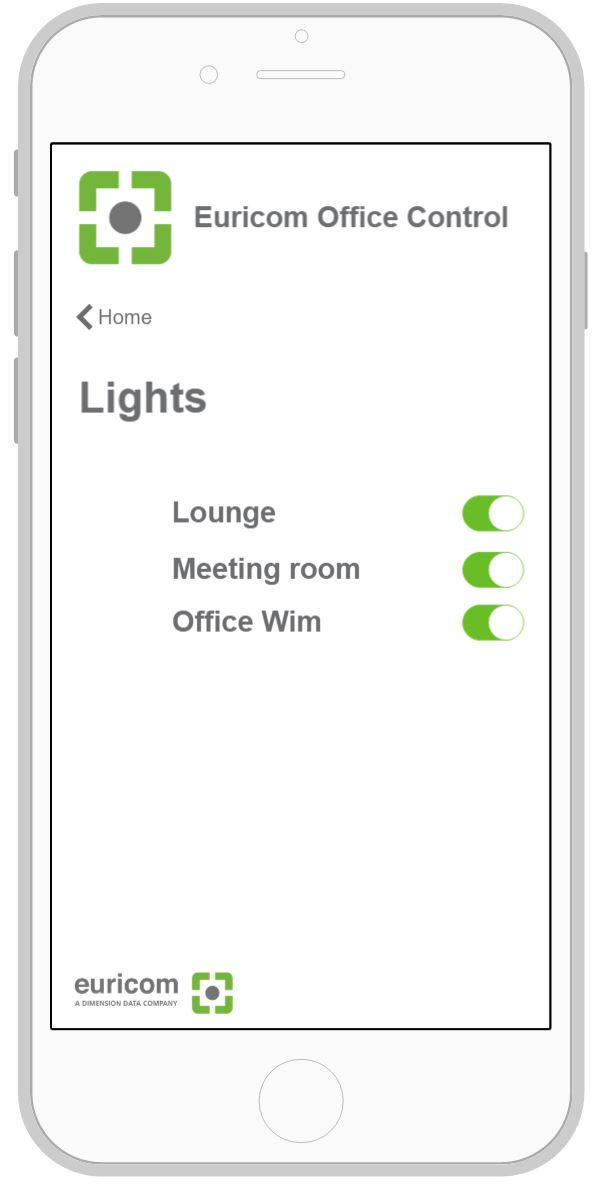 Euricom Office Control
Home
Lights
Lounge
Meeting room
Office Wim
euricom
A DIMENSION DATA COMPANY